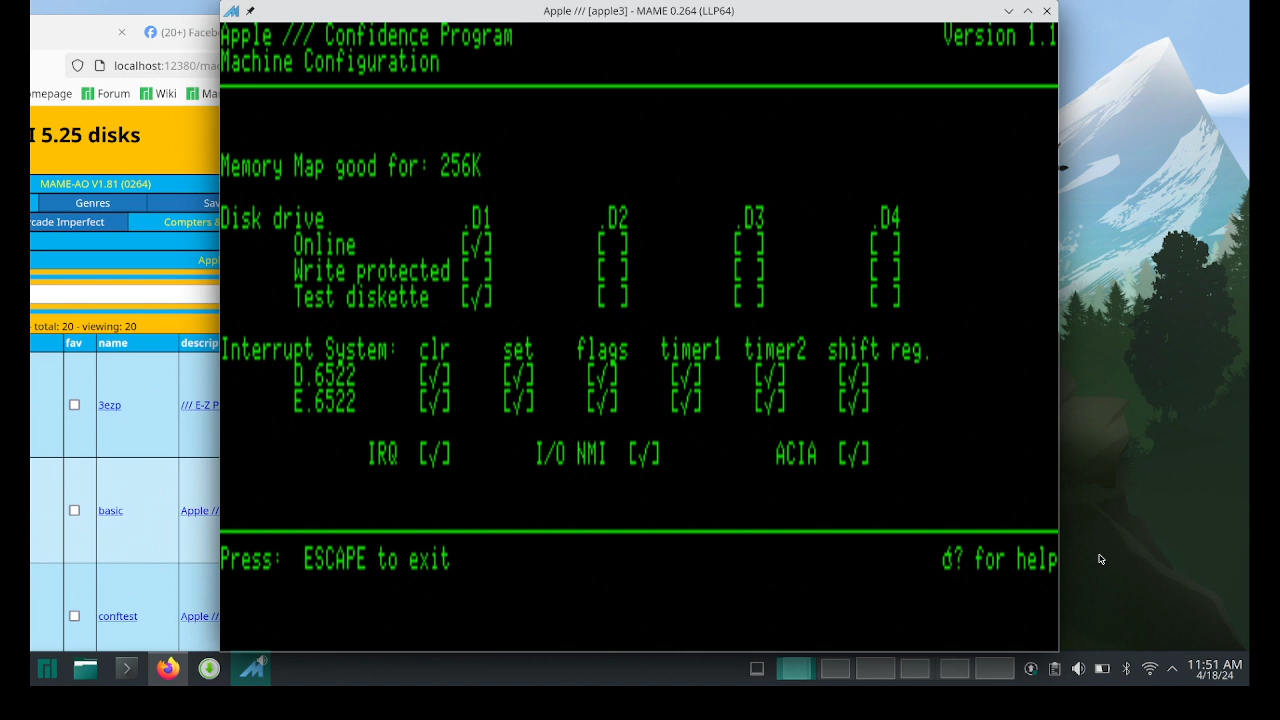 Apple /// [apple3] - MAME 0.264 (LLP64)
(20+) Faceb
localhost:12380/ma
mepage Forum Wiki Ma
I 5.25 disks
MAME-AO V1.81 (0264)
Genres Sav
cade Imperfect Compters &
Appl
- total: 20 - viewing: 20
fav name descrip
3ezp /// E-Z P
basic Apple //
conftest Apple //
Apple /// Confidence Program Version 1.1
Machine Configuration
Memory Map good for: 256K
Disk drive .D1 .D2 .D3 .D4
Online [√] [ ] [ ] [ ]
Write protected [ ] [ ] [ ] [ ]
Test diskette [√] [ ] [ ] [ ]
Interrupt System: clr set flags timer1 timer2 shift reg.
D.6522 [√] [√] [√] [√] [√] [√]
E.6522 [√] [√] [√] [√] [√] [√]
IRQ [√] I/O NMI [√] ACIA [√]
Press: ESCAPE to exit ? for help
11:51 AM
4/18/24